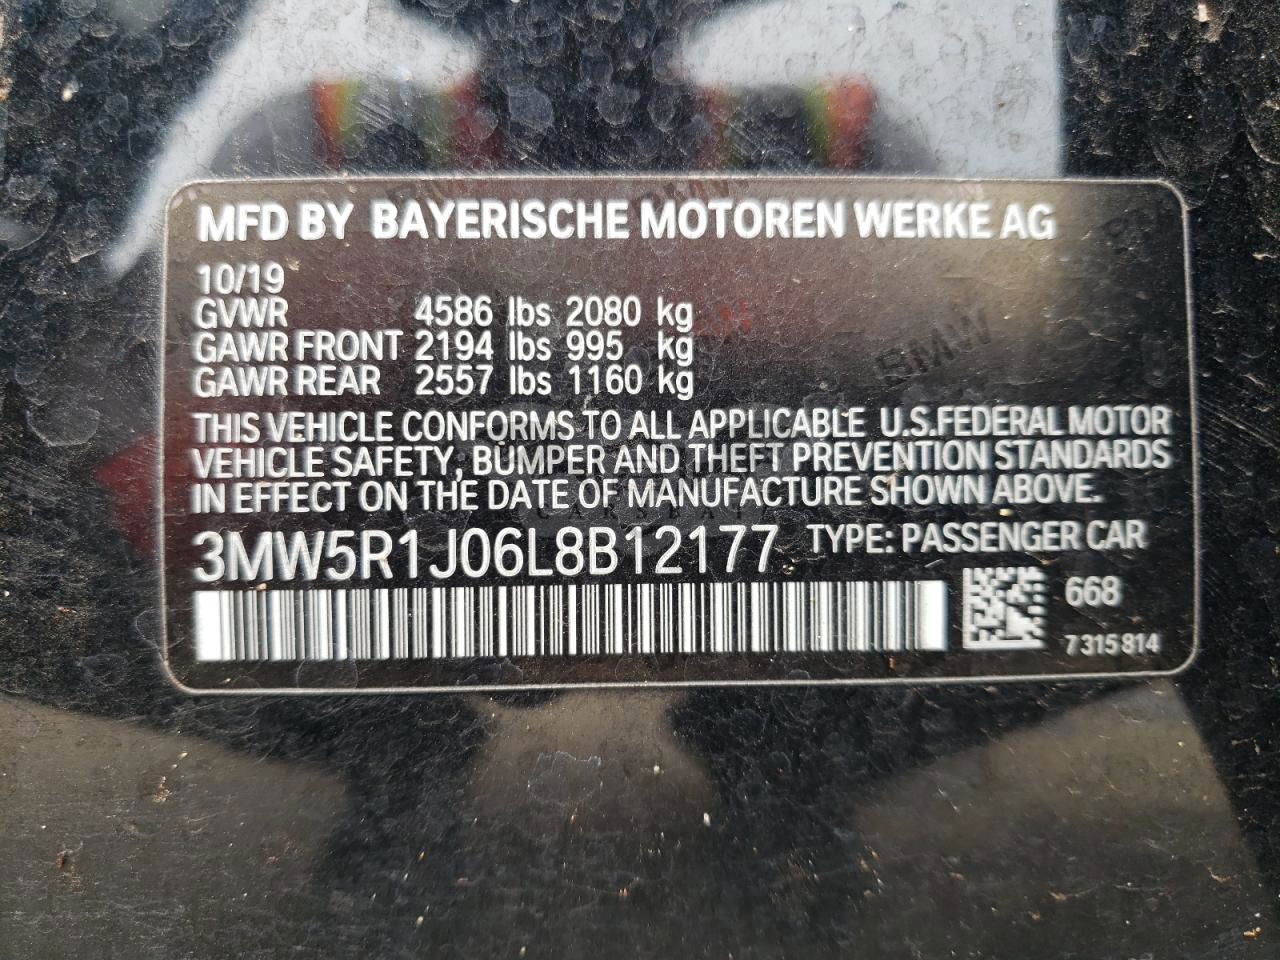 MFD BY BAYERISCHE MOTOREN WERKE AG
10/19
GVWR 4586 lbs 2080 kg
GAWR FRONT 2194 lbs 995 kg
GAWR REAR 2557 lbs 1160 kg
THIS VEHICLE CONFORMS TO ALL APPLICABLE U.S.FEDERAL MOTOR
VEHICLE SAFETY, BUMPER AND THEFT PREVENTION STANDARDS
IN EFFECT ON THE DATE OF MANUFACTURE SHOWN ABOVE.
3MW5R1J06L8B12177 TYPE: PASSENGER CAR
668
7 315 814
BMW